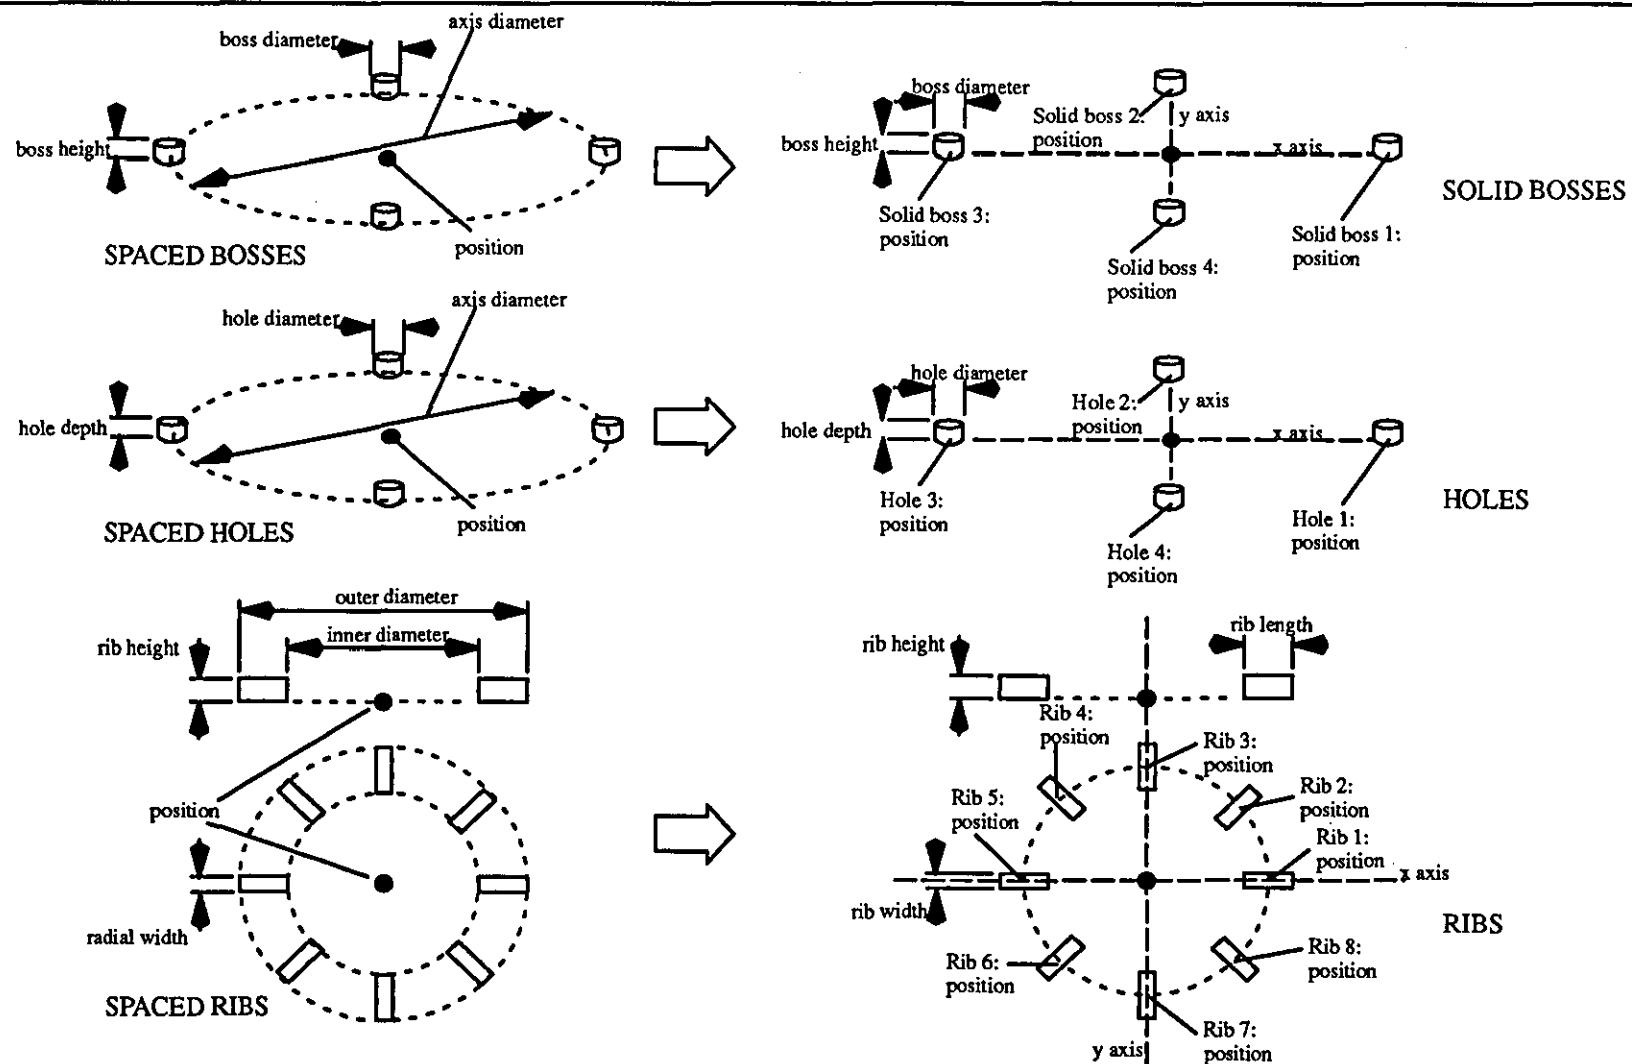 axis diameter
boss diameter
boss height
position
SPACED BOSSES
boss diameter
boss height
Solid boss 2:
position
y axis
x axis
Solid boss 3:
position
Solid boss 4:
position
Solid boss 1:
position
SOLID BOSSES
axis diameter
hole diameter
hole depth
position
SPACED HOLES
hole diameter
hole depth
Hole 2:
position
y axis
x axis
Hole 3:
position
Hole 4:
position
Hole 1:
position
HOLES
outer diameter
inner diameter
rib height
position
radial width
SPACED RIBS
rib height
rib length
Rib 4:
position
Rib 3:
position
Rib 5:
position
Rib 2:
position
Rib 1:
position
x axis
rib width
Rib 6:
position
Rib 8:
position
Rib 7:
position
y axis
RIBS